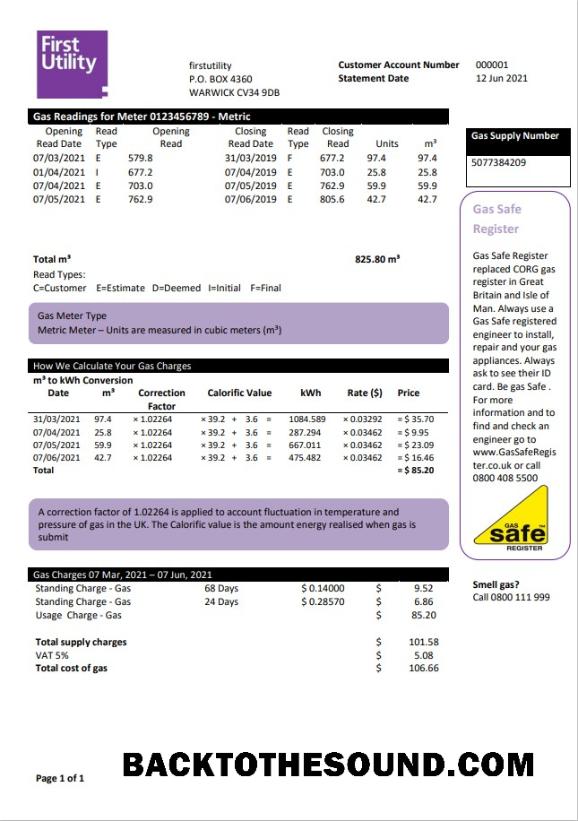 First
Utility
firstutility
P.O. BOX 4360
WARWICK CV34 9DB
Customer Account Number 000001
Statement Date 12 Jun 2021
Gas Readings for Meter 0123456789 - Metric
Opening Read Opening Closing Read Closing
Read Date Type Read Read Date Type Read Units m³
07/03/2021 E 579.8 31/03/2019 F 677.2 97.4 97.4
01/04/2021 I 677.2 07/04/2019 E 703.0 25.8 25.8
07/04/2021 E 703.0 07/05/2019 E 762.9 59.9 59.9
07/05/2021 E 762.9 07/06/2019 E 805.6 42.7 42.7
Total m³ 825.80 m³
Read Types:
C=Customer E=Estimate D=Deemed I=Initial F=Final
Gas Meter Type
Metric Meter – Units are measured in cubic meters (m³)
How We Calculate Your Gas Charges
m³ to kWh Conversion
Date m³ Correction Calorific Value kWh Rate ($) Price
Factor
31/03/2021 97.4 × 1.02264 × 39.2 + 3.6 = 1084.589 × 0.03292 = $ 35.70
07/04/2021 25.8 × 1.02264 × 39.2 + 3.6 = 287.294 × 0.03462 = $ 9.95
07/05/2021 59.9 × 1.02264 × 39.2 + 3.6 = 667.011 × 0.03462 = $ 23.09
07/06/2021 42.7 × 1.02264 × 39.2 + 3.6 = 475.482 × 0.03462 = $ 16.46
Total = $ 85.20
A correction factor of 1.02264 is applied to account fluctuation in temperature and
pressure of gas in the UK. The Calorific value is the amount energy realised when gas is
submit
Gas Charges 07 Mar, 2021 – 07 Jun, 2021
Standing Charge - Gas 68 Days $ 0.14000 $ 9.52
Standing Charge - Gas 24 Days $ 0.28570 $ 6.86
Usage Charge - Gas $ 85.20
Total supply charges $ 101.58
VAT 5% $ 5.08
Total cost of gas $ 106.66
Gas Supply Number
5077384209
Gas Safe
Register
Gas Safe Register
replaced CORG gas
register in Great
Britain and Isle of
Man. Always use a
Gas Safe registered
engineer to install,
repair and your gas
appliances. Always
ask to see their ID
card. Be gas Safe .
For more
information and to
find and check an
engineer go to
www.GasSafeRegis
ter.co.uk or call
0800 408 5500
GAS
safe
REGISTER
Smell gas?
Call 0800 111 999
Page 1 of 1
BACKTOTHESOUND.COM